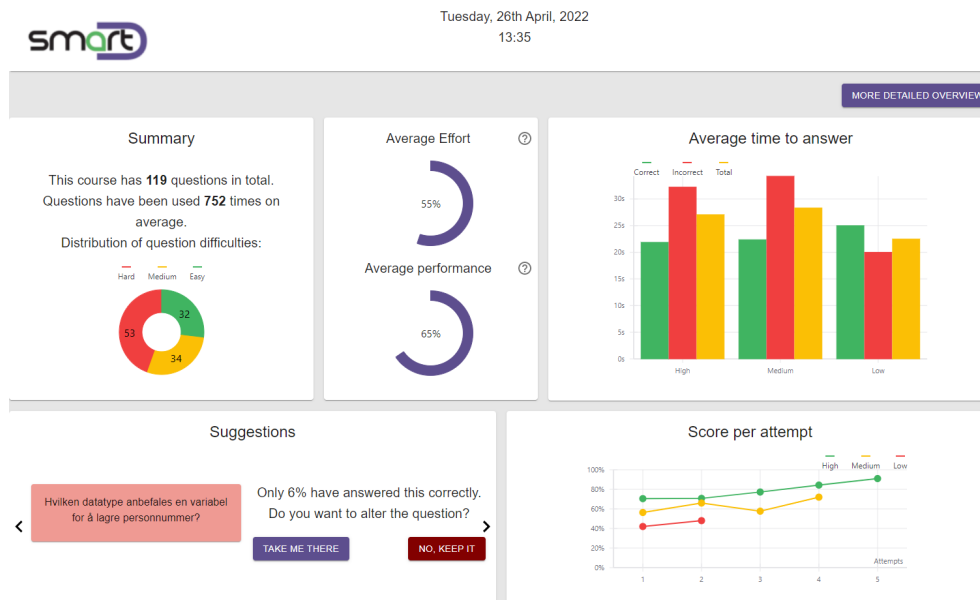 smart
Tuesday, 26th April, 2022
13:35
MORE DETAILED OVERVIEW
Summary
This course has 119 questions in total.
Questions have been used 752 times on
average.
Distribution of question difficulties:
Hard Medium Easy
32
53
34
Average Effort
55%
Average performance
65%
Average time to answer
Correct Incorrect Total
30s
25s
20s
15s
10s
5s
0s
High Medium Low
Suggestions
Hvilken datatype anbefales en variabel
for å lagre personnummer?
Only 6% have answered this correctly.
Do you want to alter the question?
TAKE ME THERE
NO, KEEP IT
Score per attempt
High Medium Low
100%
80%
60%
40%
20%
0%
Attempts
1 2 3 4 5